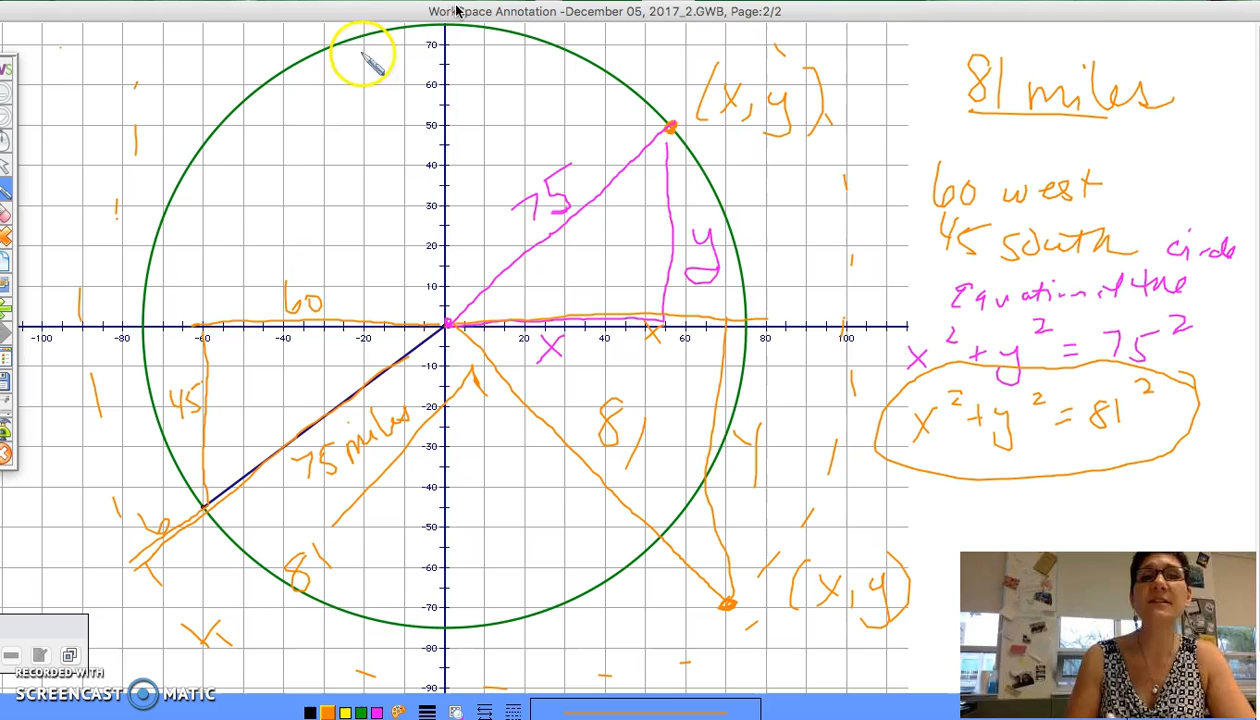 WorkSpace Annotation -December 05, 2017_2.GWB, Page:2/2
81 miles
60 west
45 south
circle
Equation of the
x² + y² = 75²
x² + y² = 81²
(x, y)
75
y
x
60
45
75 miles
6
81
81
y
x
(x, y)
70
60
50
40
30
20
10
-100
-80
-60
-40
-20
20
40
60
80
100
-10
-20
-30
-40
-50
-60
-70
-80
-90
RECORDED WITH
SCREENCAST MATIC